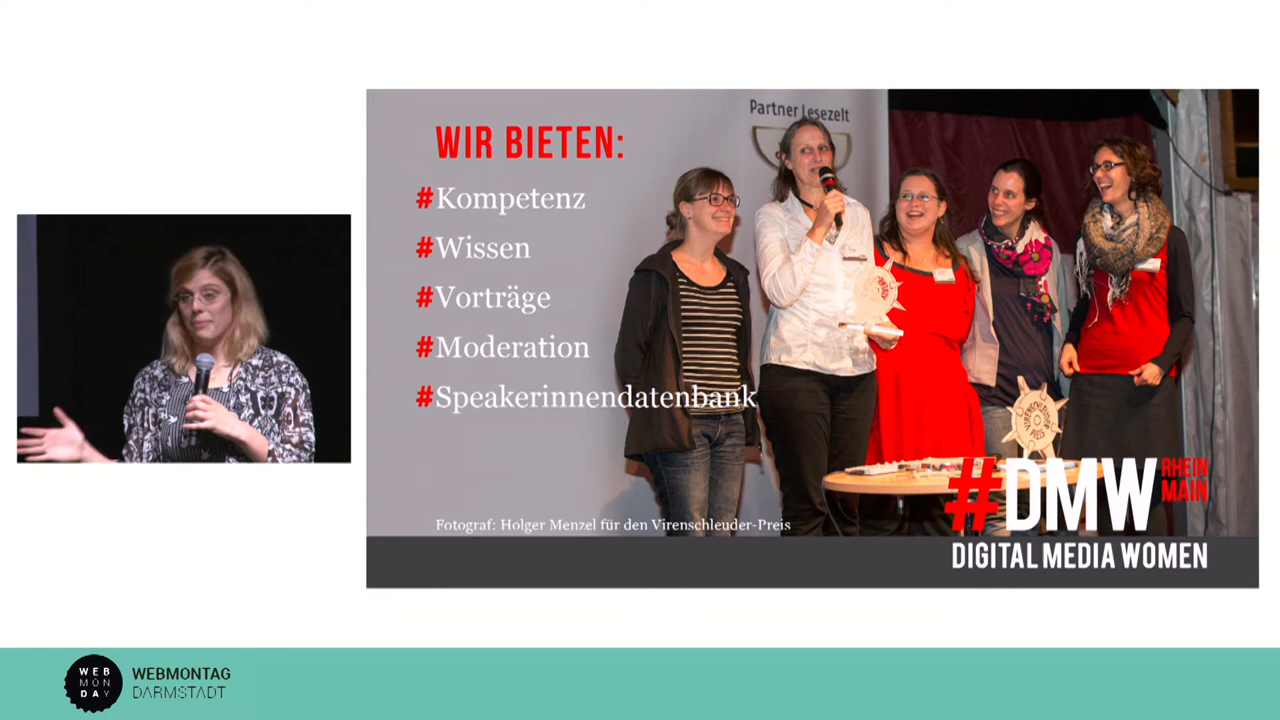 Partner Lesezelt
WIR BIETEN:
#Kompetenz
#Wissen
#Vorträge
#Moderation
#Speakerinnendatenbank
VIRENSCHLEUDER
Fotograf: Holger Menzel für den Virenschleuder-Preis
#DMW
RHEIN
MAIN
DIGITAL MEDIA WOMEN
WEB
MON
DAY
WEBMONTAG
DARMSTADT